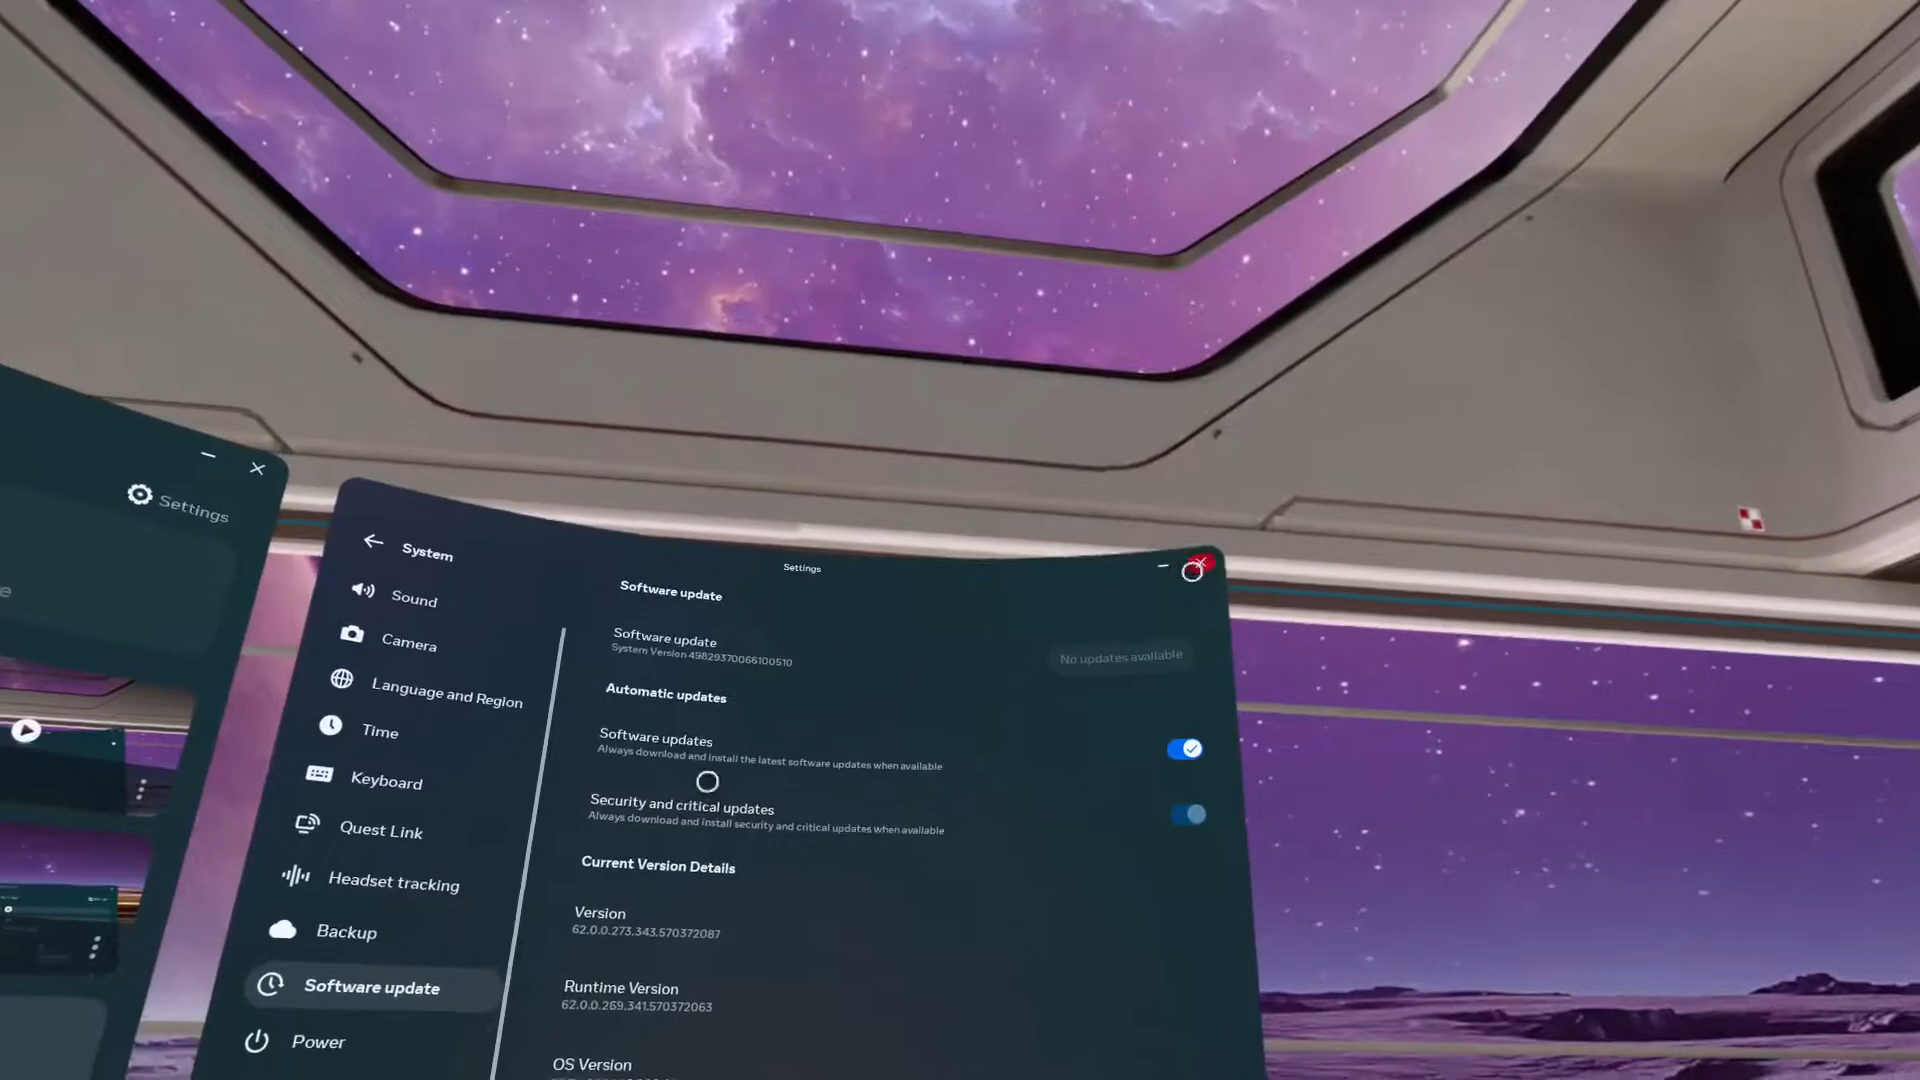 Settings
System
Sound
Camera
Language and Region
Time
Keyboard
Quest Link
Headset tracking
Backup
Software update
Power
Settings
Software update
Software update
System Version 49829370066100510
No updates available
Automatic updates
Software updates
Always download and install the latest software updates when available
Security and critical updates
Always download and install security and critical updates when available
Current Version Details
Version
62.0.0.273.343.570372087
Runtime Version
62.0.0.269.341.570372063
OS Version